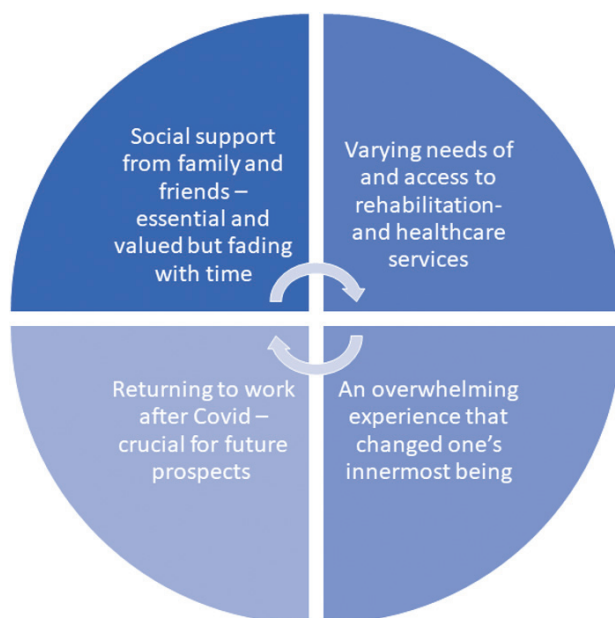 Social support
from family and
friends –
essential and
valued but fading
with time
Varying needs of
and access to
rehabilitation-
and healthcare
services
Returning to work
after Covid –
crucial for future
prospects
An overwhelming
experience that
changed one's
innermost being